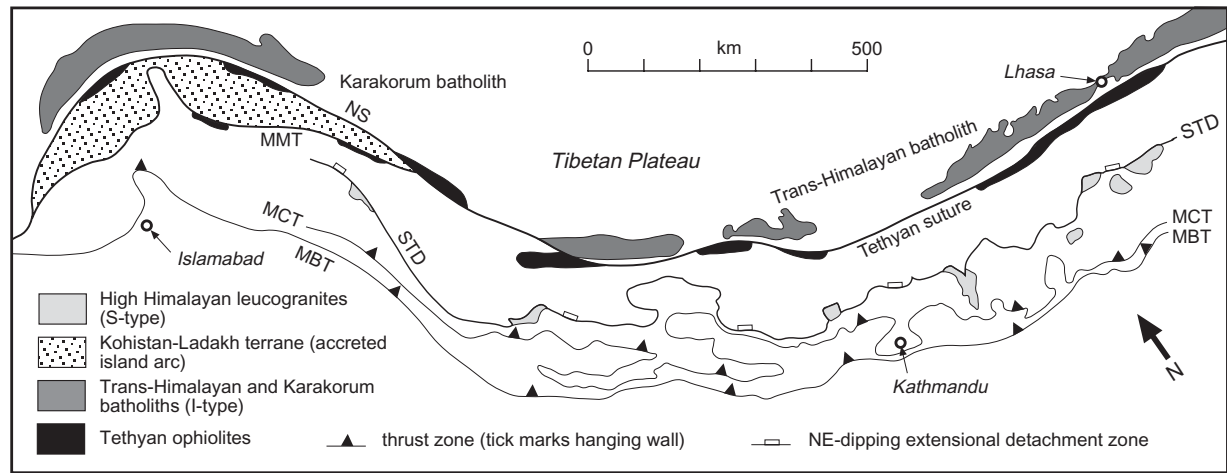 0 km 500
Lhasa
Karakorum batholith
NS
MMT
STD
Tibetan Plateau
Trans-Himalayan batholith
MCT
STD
Tethyan suture
MCT
MBT
Islamabad
MBT
High Himalayan leucogranites
(S-type)
Kohistan-Ladakh terrane (accreted
island arc)
Kathmandu
N
Trans-Himalayan and Karakorum
batholiths (I-type)
Tethyan ophiolites
thrust zone (tick marks hanging wall)
NE-dipping extensional detachment zone